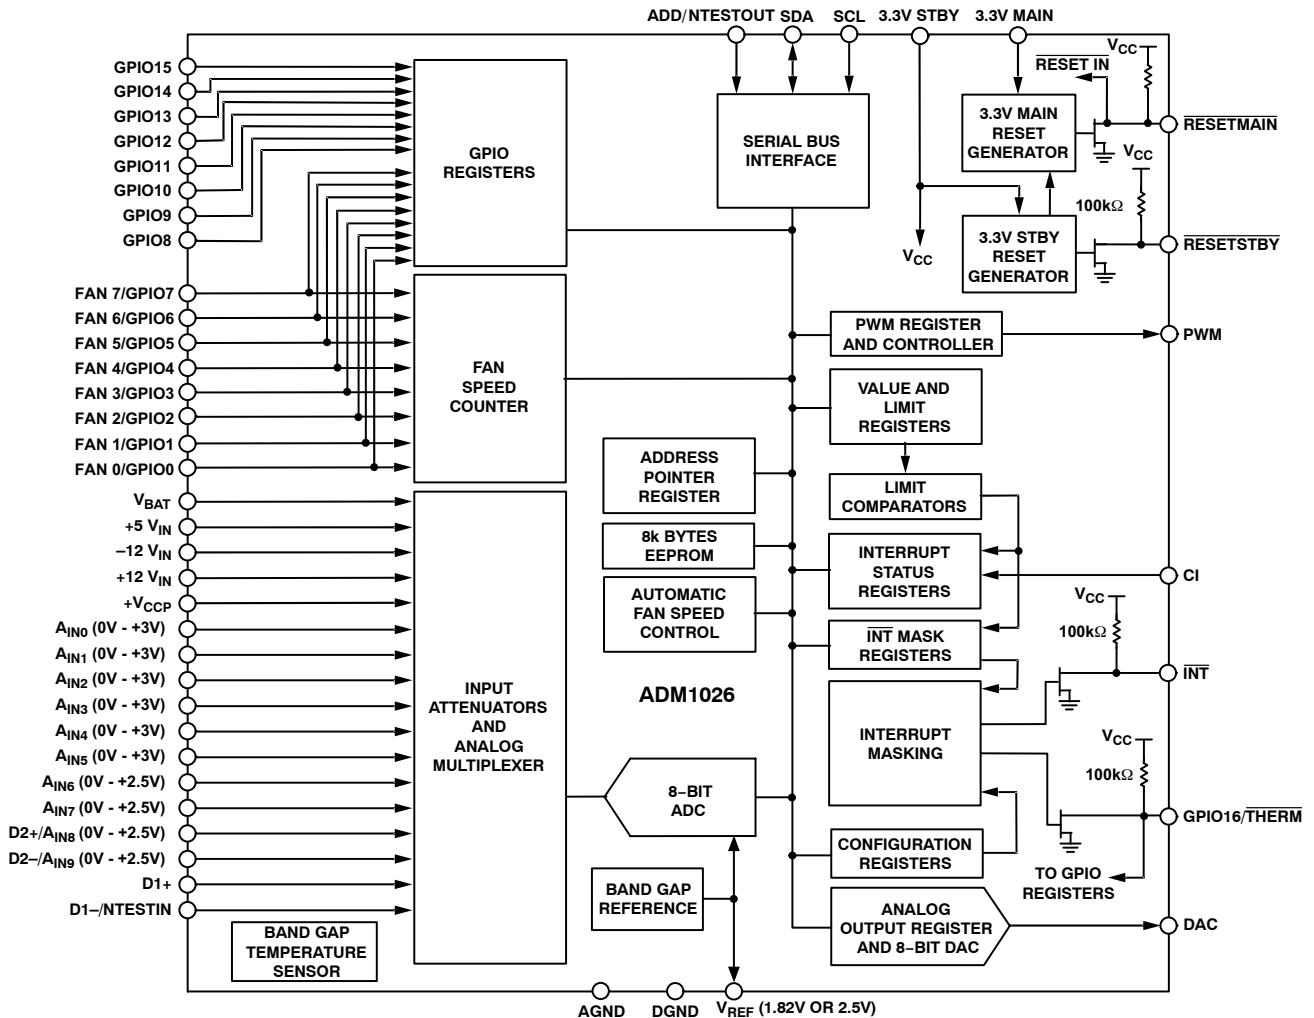 ADD/NTESTOUT SDA SCL 3.3V STBY 3.3V MAIN
GPIO15
GPIO14
GPIO13
GPIO12
GPIO11
GPIO10
GPIO9
GPIO8
GPIO
REGISTERS
SERIAL BUS
INTERFACE
RESET IN
VCC
3.3V MAIN
RESET
GENERATOR
RESETMAIN
VCC
100kΩ
VCC
3.3V STBY
RESET
GENERATOR
RESETSTBY
FAN 7/GPIO7
FAN 6/GPIO6
FAN 5/GPIO5
FAN 4/GPIO4
FAN 3/GPIO3
FAN 2/GPIO2
FAN 1/GPIO1
FAN 0/GPIO0
FAN
SPEED
COUNTER
PWM REGISTER
AND CONTROLLER
PWM
VALUE AND
LIMIT
REGISTERS
ADDRESS
POINTER
REGISTER
LIMIT
COMPARATORS
8k BYTES
EEPROM
INTERRUPT
STATUS
REGISTERS
CI
AUTOMATIC
FAN SPEED
CONTROL
INT MASK
REGISTERS
VCC
100kΩ
INT
VBAT
+5 VIN
–12 VIN
+12 VIN
+VCCP
AIN0 (0V - +3V)
AIN1 (0V - +3V)
AIN2 (0V - +3V)
AIN3 (0V - +3V)
AIN4 (0V - +3V)
AIN5 (0V - +3V)
AIN6 (0V - +2.5V)
AIN7 (0V - +2.5V)
D2+/AIN8 (0V - +2.5V)
D2–/AIN9 (0V - +2.5V)
D1+
D1–/NTESTIN
INPUT
ATTENUATORS
AND
ANALOG
MULTIPLEXER
ADM1026
INTERRUPT
MASKING
VCC
100kΩ
GPIO16/THERM
8–BIT
ADC
CONFIGURATION
REGISTERS
TO GPIO
REGISTERS
BAND GAP
REFERENCE
ANALOG
OUTPUT REGISTER
AND 8–BIT DAC
DAC
BAND GAP
TEMPERATURE
SENSOR
AGND DGND VREF (1.82V OR 2.5V)